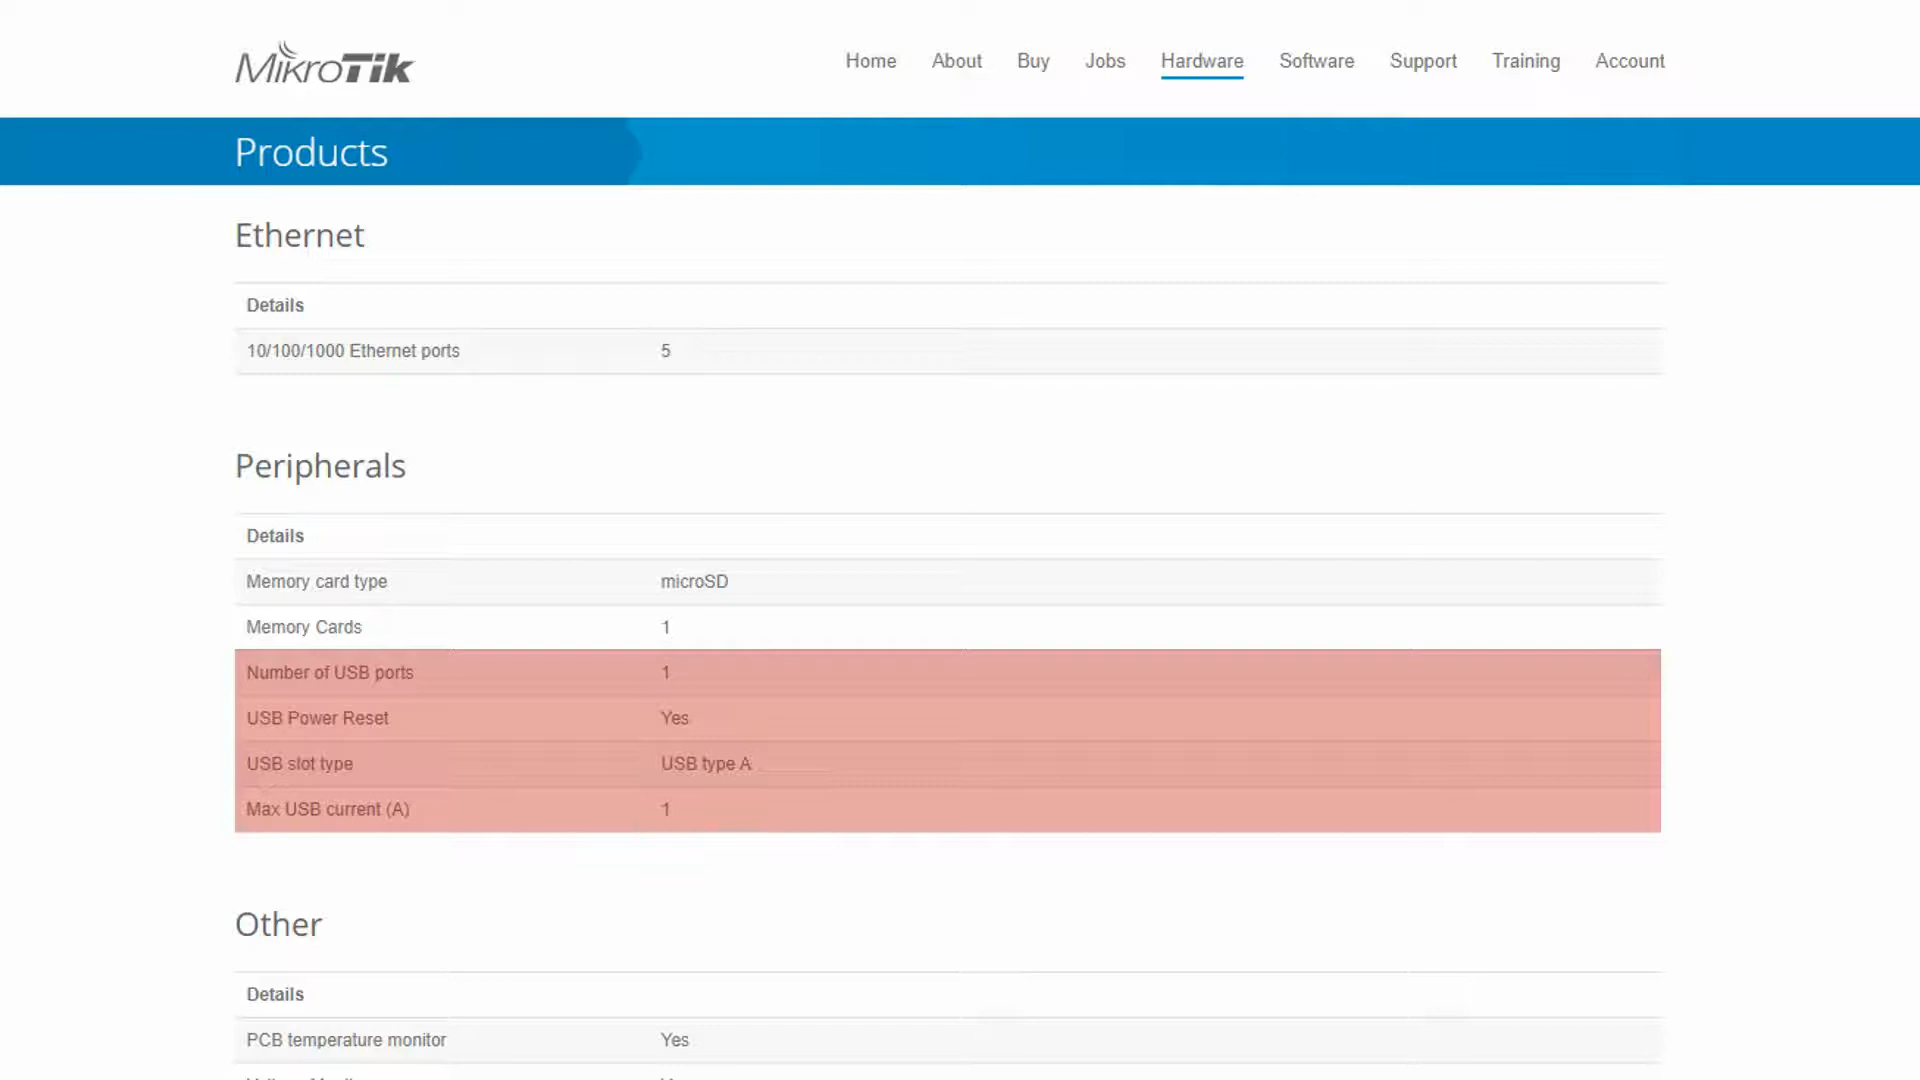 MikroTik
Home About Buy Jobs Hardware Software Support Training Account
Products
Ethernet
Details
10/100/1000 Ethernet ports 5
Peripherals
Details
Memory card type microSD
Memory Cards 1
Number of USB ports 1
USB Power Reset Yes
USB slot type USB type A
Max USB current (A) 1
Other
Details
PCB temperature monitor Yes